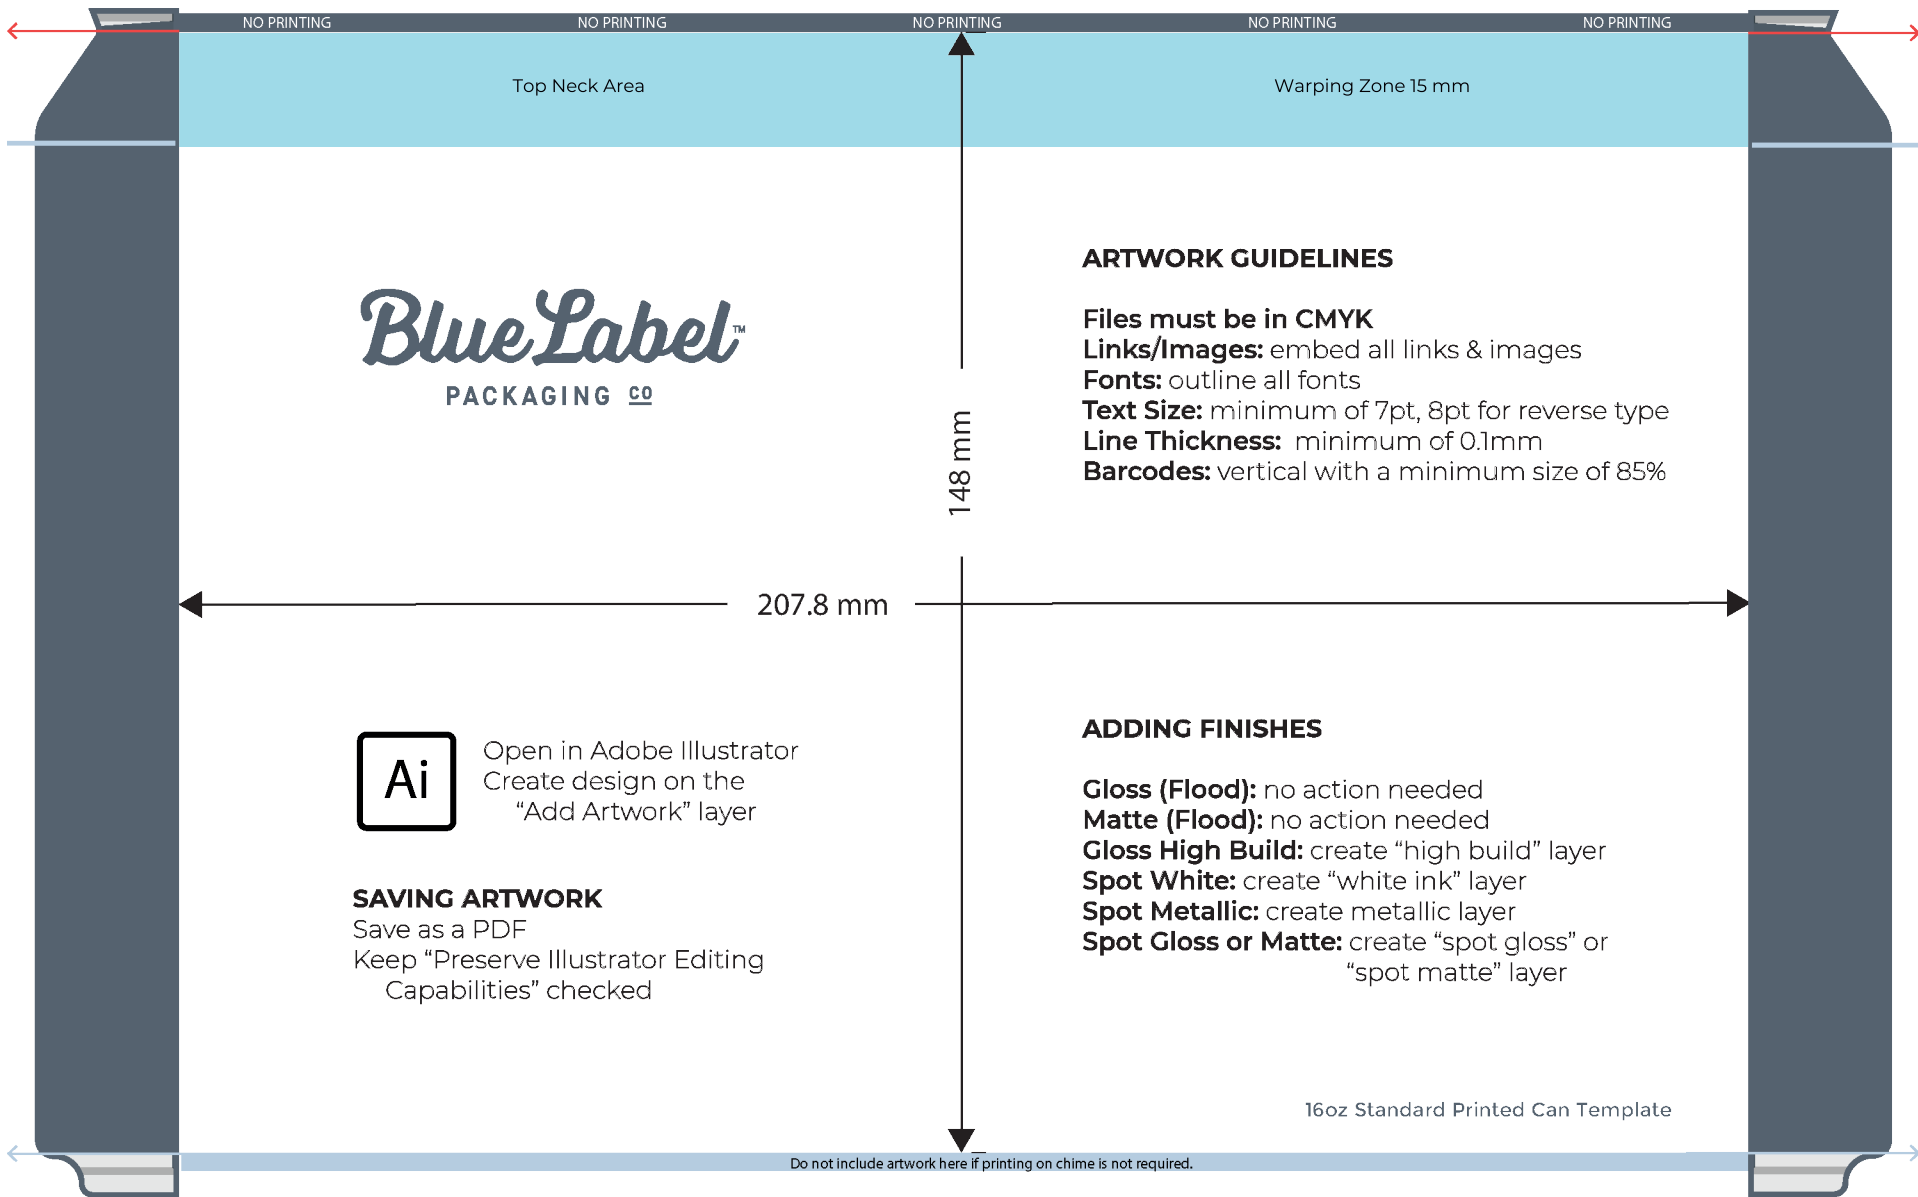 NO PRINTING NO PRINTING NO PRINTING NO PRINTING NO PRINTING
Top Neck Area
Warping Zone 15 mm
BlueLabel™
PACKAGING CO
148 mm
ARTWORK GUIDELINES
Files must be in CMYK
Links/Images: embed all links & images
Fonts: outline all fonts
Text Size: minimum of 7pt, 8pt for reverse type
Line Thickness: minimum of 0.1mm
Barcodes: vertical with a minimum size of 85%
207.8 mm
Ai
Open in Adobe Illustrator
Create design on the
“Add Artwork” layer
SAVING ARTWORK
Save as a PDF
Keep “Preserve Illustrator Editing
Capabilities” checked
ADDING FINISHES
Gloss (Flood): no action needed
Matte (Flood): no action needed
Gloss High Build: create “high build” layer
Spot White: create “white ink” layer
Spot Metallic: create metallic layer
Spot Gloss or Matte: create “spot gloss” or
“spot matte” layer
16oz Standard Printed Can Template
Do not include artwork here if printing on chime is not required.